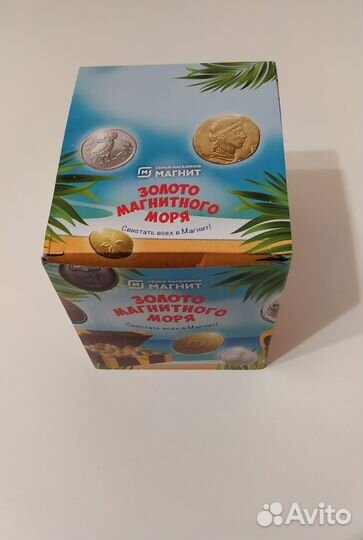 СЕМЬЯ МАГАЗИНОВ
МАГНИТ
ЗОЛОТО
МАГНИТНОГО
МОРЯ
Свистать всех в Магнит!
СЕМЬЯ МАГАЗИНОВ
МАГНИТ
ЗОЛОТО
МАГНИТНОГО
МОРЯ
Свистать всех в Магнит!
Avito